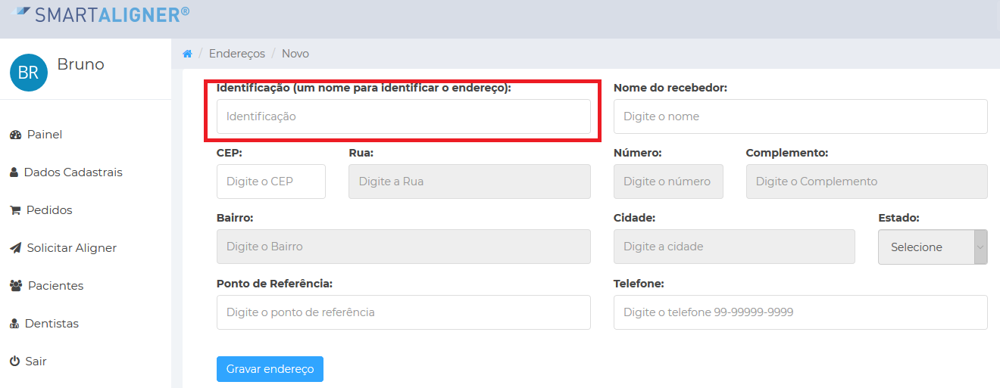 SMARTALIGNER®
BR
Bruno
/ Endereços / Novo
Painel
Dados Cadastrais
Pedidos
Solicitar Aligner
Pacientes
Dentistas
Sair
Identificação (um nome para identificar o endereço):
Identificação
Nome do recebedor:
Digite o nome
CEP:
Digite o CEP
Rua:
Digite a Rua
Número:
Digite o número
Complemento:
Digite o Complemento
Bairro:
Digite o Bairro
Cidade:
Digite a cidade
Estado:
Selecione
Ponto de Referência:
Digite o ponto de referência
Telefone:
Digite o telefone 99-99999-9999
Gravar endereço